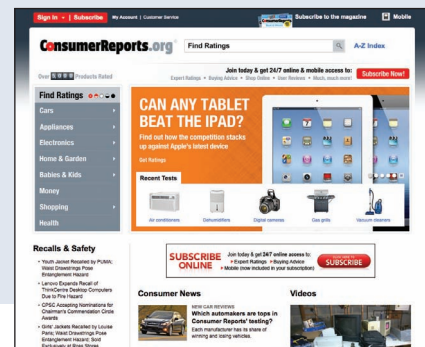 Sign In
Subscribe
My Account | Customer Service
Subscribe to the magazine
Mobile
ConsumerReports.org
Find Ratings
A-Z Index
Over
Products Rated
Join today & get 24/7 online & mobile access to:
Expert Ratings • Buying Advice • Shop Online • User Reviews • Much, much more!
Subscribe Now!
Find Ratings
Cars
Appliances
Electronics
Home & Garden
Babies & Kids
Money
Shopping
Health
CAN ANY TABLET
BEAT THE IPAD?
Find out how the competition stacks
up against Apple's latest device
Get Ratings
Recent Tests
Air conditioners
Dehumidifiers
Digital cameras
Gas grills
Vacuum cleaners
Recalls & Safety
• Youth Jacket Recalled by PUMA;
Waist Drawstrings Pose
Entanglement Hazard
• Lenovo Expands Recall of
ThinkCentre Desktop Computers
Due to Fire Hazard
• CPSC Accepting Nominations for
Chairman's Commendation Circle
Awards
• Girls' Jackets Recalled by Louise
Paris; Waist Drawstrings Pose
Entanglement Hazard; Sold
Exclusively at Ross Stores
SUBSCRIBE
ONLINE
Join today & get 24/7 online access to:
Expert Ratings
Buying Advice
Mobile (now included in your subscription)
SUBSCRIBE
Consumer News
NEW CAR REVIEWS
Which automakers are tops in
Consumer Reports' testing?
Each manufacturer has its share of
winning and losing vehicles.
Videos